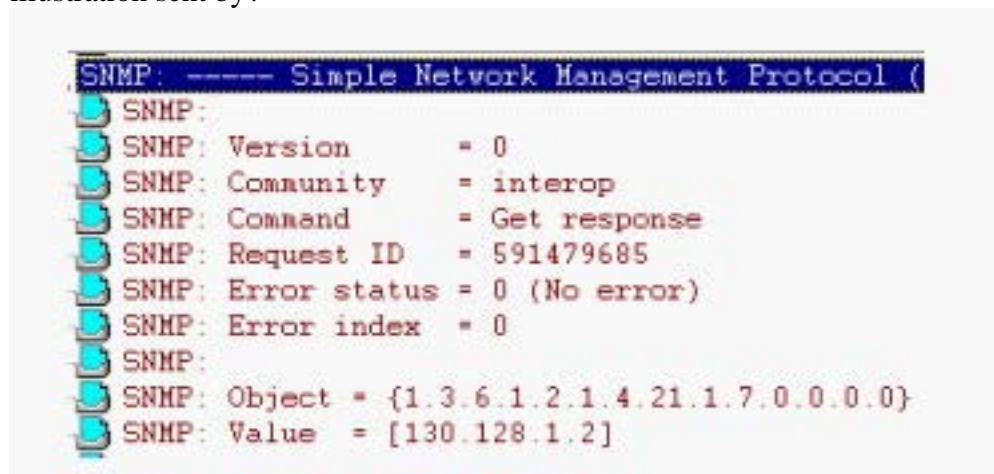 SNMP: ----- Simple Network Management Protocol (
SNMP:
SNMP: Version = 0
SNMP: Community = interop
SNMP: Command = Get response
SNMP: Request ID = 591479685
SNMP: Error status = 0 (No error)
SNMP: Error index = 0
SNMP:
SNMP: Object = {1.3.6.1.2.1.4.21.1.7.0.0.0.0}
SNMP: Value = [130.128.1.2]